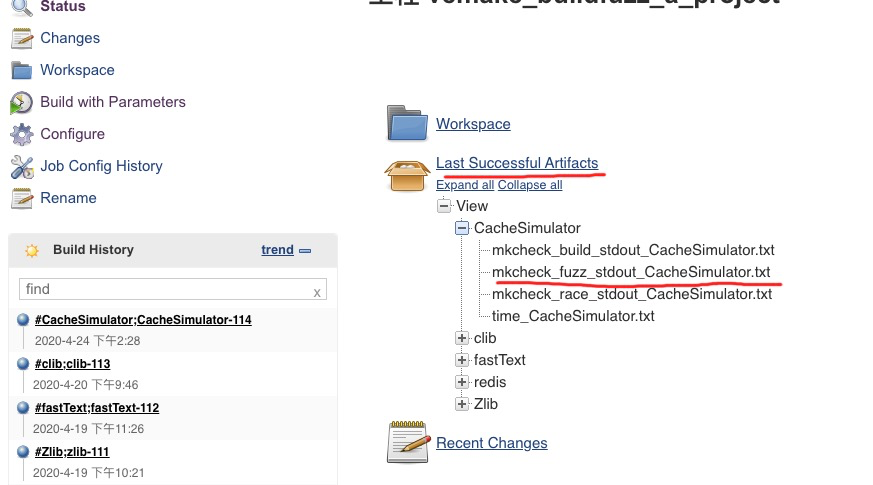 Status
Changes
Workspace
Build with Parameters
Configure
Job Config History
Rename
Build History
trend
find
x
#CacheSimulator;CacheSimulator-114
2020-4-24 下午2:28
#clib;clib-113
2020-4-20 下午9:46
#fastText;fastText-112
2020-4-19 下午11:26
#Zlib;zlib-111
2020-4-19 下午10:21
Workspace
Last Successful Artifacts
Expand all Collapse all
View
CacheSimulator
mkcheck_build_stdout_CacheSimulator.txt
mkcheck_fuzz_stdout_CacheSimulator.txt
mkcheck_race_stdout_CacheSimulator.txt
time_CacheSimulator.txt
clib
fastText
redis
Zlib
Recent Changes